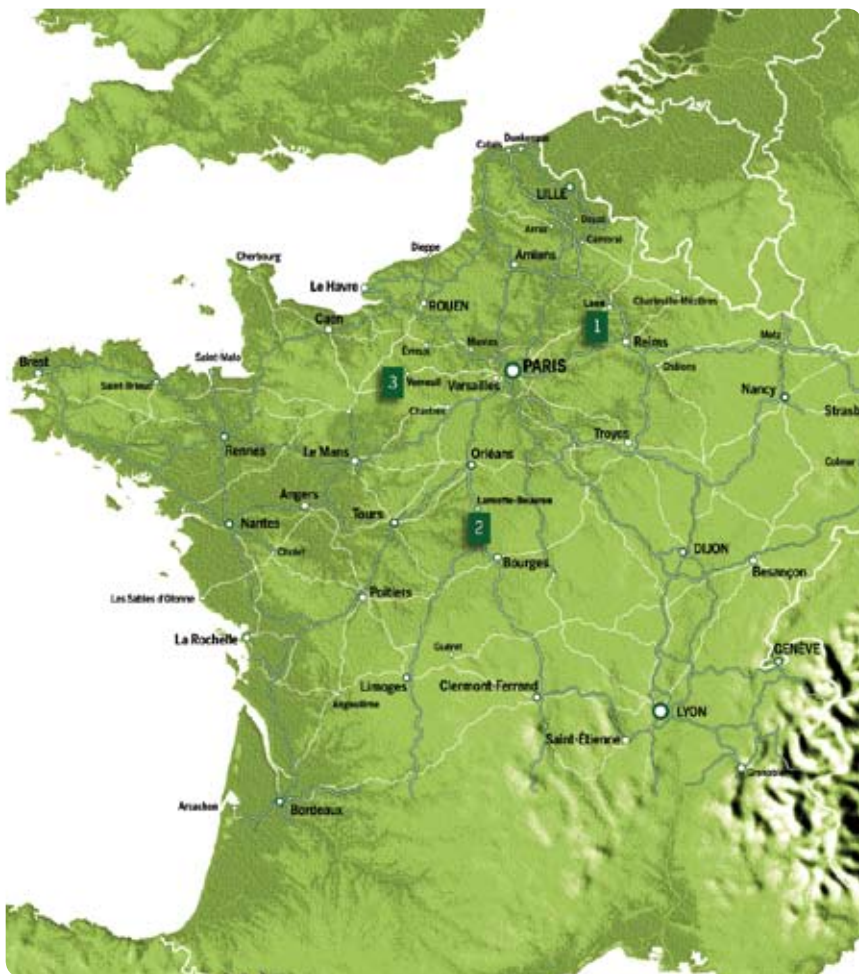 Calais
Dunkerque
LILLE
Douai
Arras
Cambrai
Amiens
Dieppe
Cherbourg
Le Havre
ROUEN
Laon
Charleville-Mézières
1
Caen
Reims
Metz
Évreux
Mantes
Brest
Saint-Malo
PARIS
Châlons
Saint-Brieuc
3
Verneuil
Versailles
Nancy
Chartres
Strasb
Rennes
Le Mans
Orléans
Troyes
Colmar
Angers
Lamotte-Beuvron
Nantes
Tours
2
Cholet
Bourges
DIJON
Besançon
Les Sables d'Olonne
Poitiers
La Rochelle
Guéret
GENÈVE
Limoges
Clermont-Ferrand
Angoulême
LYON
Saint-Étienne
Grenoble
Arcachon
Bordeaux